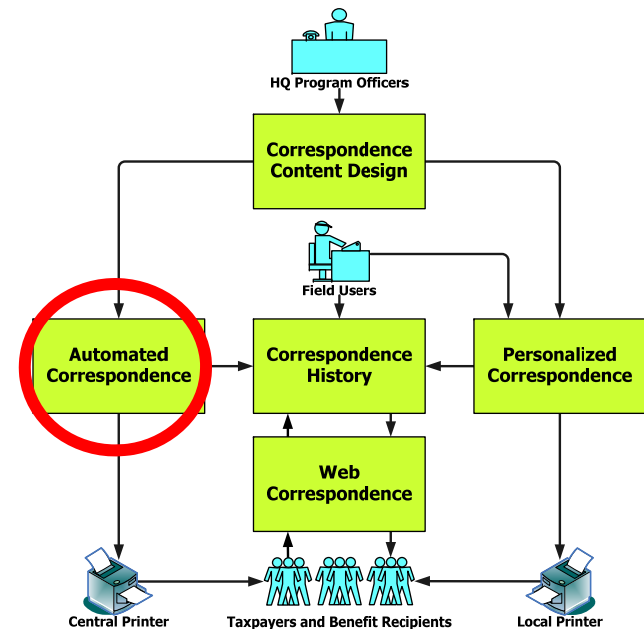 HQ Program Officers
Correspondence
Content Design
Field Users
Automated
Correspondence
Correspondence
History
Personalized
Correspondence
Web
Correspondence
Central Printer
Taxpayers and Benefit Recipients
Local Printer